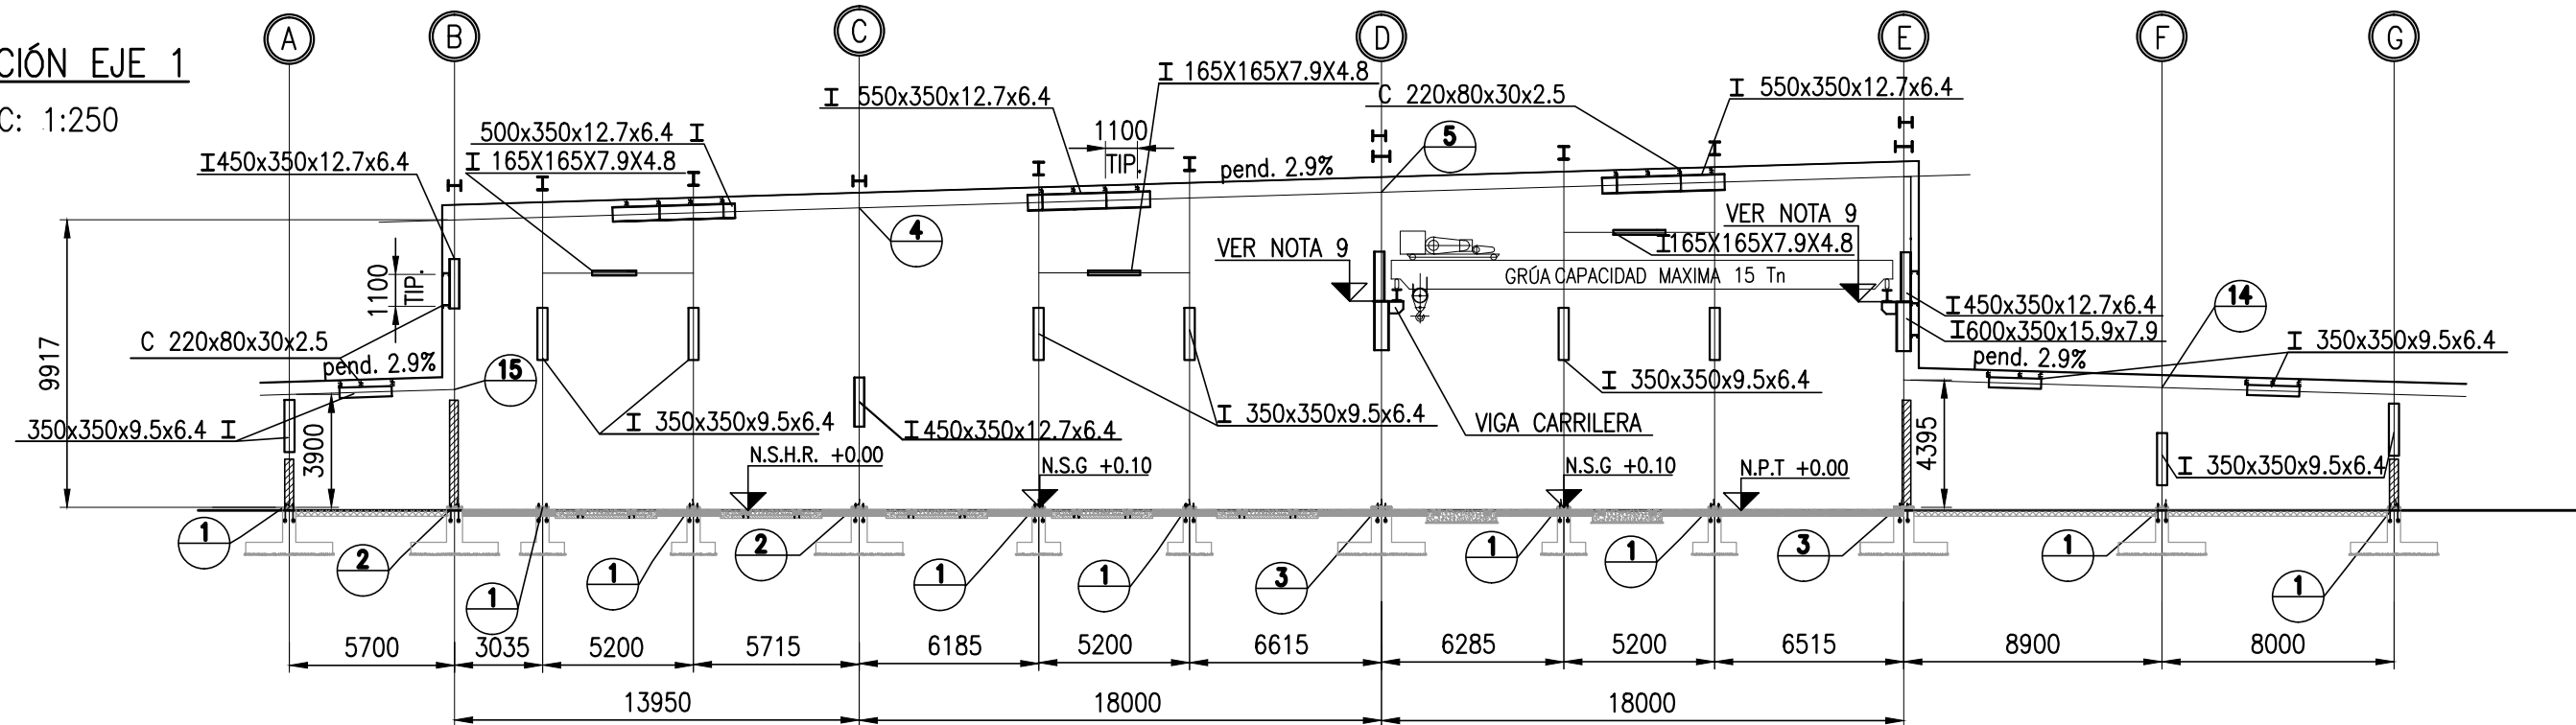 A B C D E F G
CIÓN EJE 1
C: 1:250
I 165X165X7.9X4.8
I 550x350x12.7x6.4
C 220x80x30x2.5
I 550x350x12.7x6.4
500x350x12.7x6.4 I
1100
TIP.
5
I450x350x12.7x6.4
I 165X165X7.9X4.8
pend. 2.9%
VER NOTA 9
4
VER NOTA 9
I165X165X7.9X4.8
GRÚA CAPACIDAD MAXIMA 15 Tn
1100
TIP.
14
I450x350x12.7x6.4
I600x350x15.9x7.9
C 220x80x30x2.5
9917
pend. 2.9%
15
pend. 2.9%
I 350x350x9.5x6.4
I 350x350x9.5x6.4
350x350x9.5x6.4 I
3900
I 350x350x9.5x6.4
I450x350x12.7x6.4
I 350x350x9.5x6.4
VIGA CARRILERA
4395
N.S.H.R. +0.00
N.S.G +0.10
N.S.G +0.10
N.P.T +0.00
I 350x350x9.5x6.4
1 2 1 1 2 1 1 3 1 1 3 1 1
5700 3035 5200 5715 6185 5200 6615 6285 5200 6515 8900 8000
13950 18000 18000